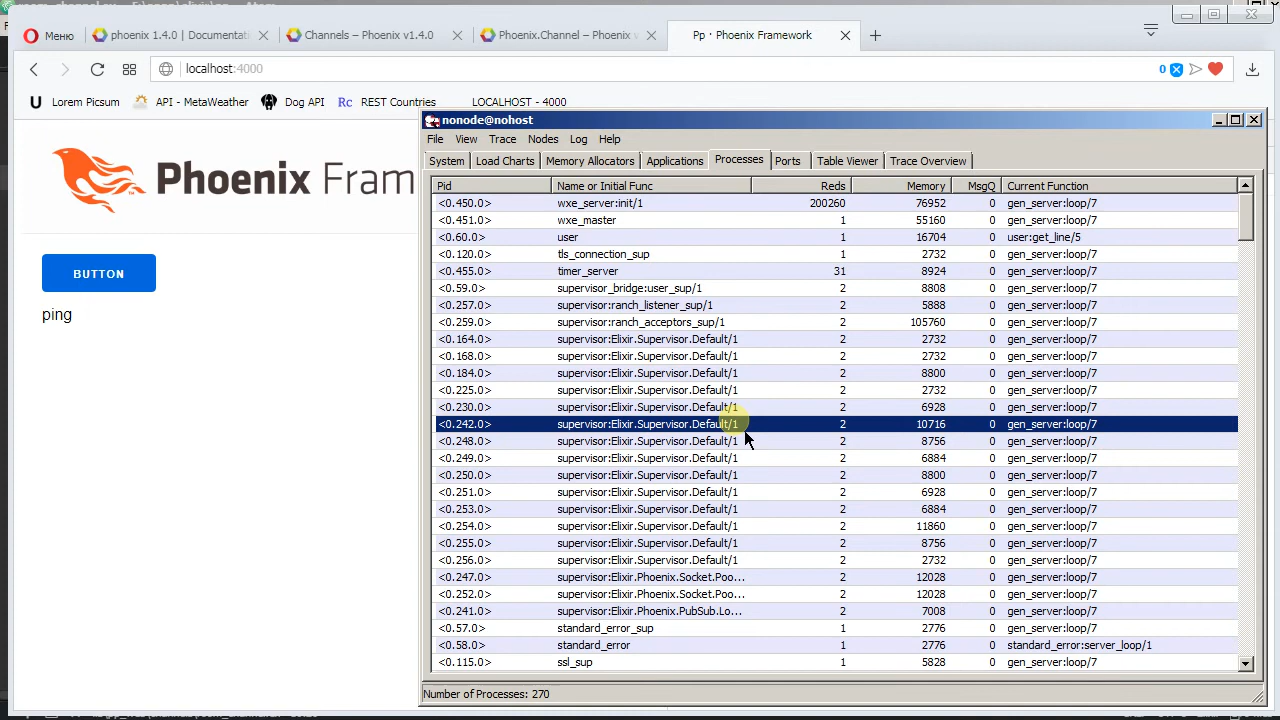 Меню
phoenix 1.4.0 | Documentati
Channels – Phoenix v1.4.0
Phoenix.Channel – Phoenix v
Pp · Phoenix Framework
localhost:4000
0
U Lorem Picsum
API - MetaWeather
Dog API
Rc REST Countries
LOCALHOST - 4000
Phoenix Fram
BUTTON
ping
nonode@nohost
File View Trace Nodes Log Help
System Load Charts Memory Allocators Applications Processes Ports Table View Trace Overview
Pid Name or Initial Func Reds Memory MsgQ Current Function
<0.450.0> wxe_server:init/1 200260 76952 0 gen_server:loop/7
<0.451.0> wxe_master 1 55160 0 gen_server:loop/7
<0.60.0> user 1 16704 0 user:get_line/5
<0.120.0> tls_connection_sup 1 2732 0 gen_server:loop/7
<0.455.0> timer_server 31 8924 0 gen_server:loop/7
<0.59.0> supervisor_bridge:user_sup/1 2 8808 0 gen_server:loop/7
<0.257.0> supervisor:ranch_listener_sup/1 2 5888 0 gen_server:loop/7
<0.259.0> supervisor:ranch_acceptors_sup/1 2 105760 0 gen_server:loop/7
<0.164.0> supervisor:Elixir.Supervisor.Default/1 2 2732 0 gen_server:loop/7
<0.168.0> supervisor:Elixir.Supervisor.Default/1 2 2732 0 gen_server:loop/7
<0.184.0> supervisor:Elixir.Supervisor.Default/1 2 8800 0 gen_server:loop/7
<0.225.0> supervisor:Elixir.Supervisor.Default/1 2 2732 0 gen_server:loop/7
<0.230.0> supervisor:Elixir.Supervisor.Default/1 2 6928 0 gen_server:loop/7
<0.242.0> supervisor:Elixir.Supervisor.Default/1 2 10716 0 gen_server:loop/7
<0.248.0> supervisor:Elixir.Supervisor.Default/1 2 8756 0 gen_server:loop/7
<0.249.0> supervisor:Elixir.Supervisor.Default/1 2 6884 0 gen_server:loop/7
<0.250.0> supervisor:Elixir.Supervisor.Default/1 2 8800 0 gen_server:loop/7
<0.251.0> supervisor:Elixir.Supervisor.Default/1 2 6928 0 gen_server:loop/7
<0.253.0> supervisor:Elixir.Supervisor.Default/1 2 6884 0 gen_server:loop/7
<0.254.0> supervisor:Elixir.Supervisor.Default/1 2 11860 0 gen_server:loop/7
<0.255.0> supervisor:Elixir.Supervisor.Default/1 2 8756 0 gen_server:loop/7
<0.256.0> supervisor:Elixir.Supervisor.Default/1 2 2732 0 gen_server:loop/7
<0.247.0> supervisor:Elixir.Phoenix.Socket.Poo... 2 12028 0 gen_server:loop/7
<0.252.0> supervisor:Elixir.Phoenix.Socket.Poo... 2 12028 0 gen_server:loop/7
<0.241.0> supervisor:Elixir.Phoenix.PubSub.Lo... 2 7008 0 gen_server:loop/7
<0.57.0> standard_error_sup 1 2776 0 gen_server:loop/7
<0.58.0> standard_error 1 2776 0 standard_error:server_loop/1
<0.115.0> ssl_sup 1 5828 0 gen_server:loop/7
Number of Processes: 270